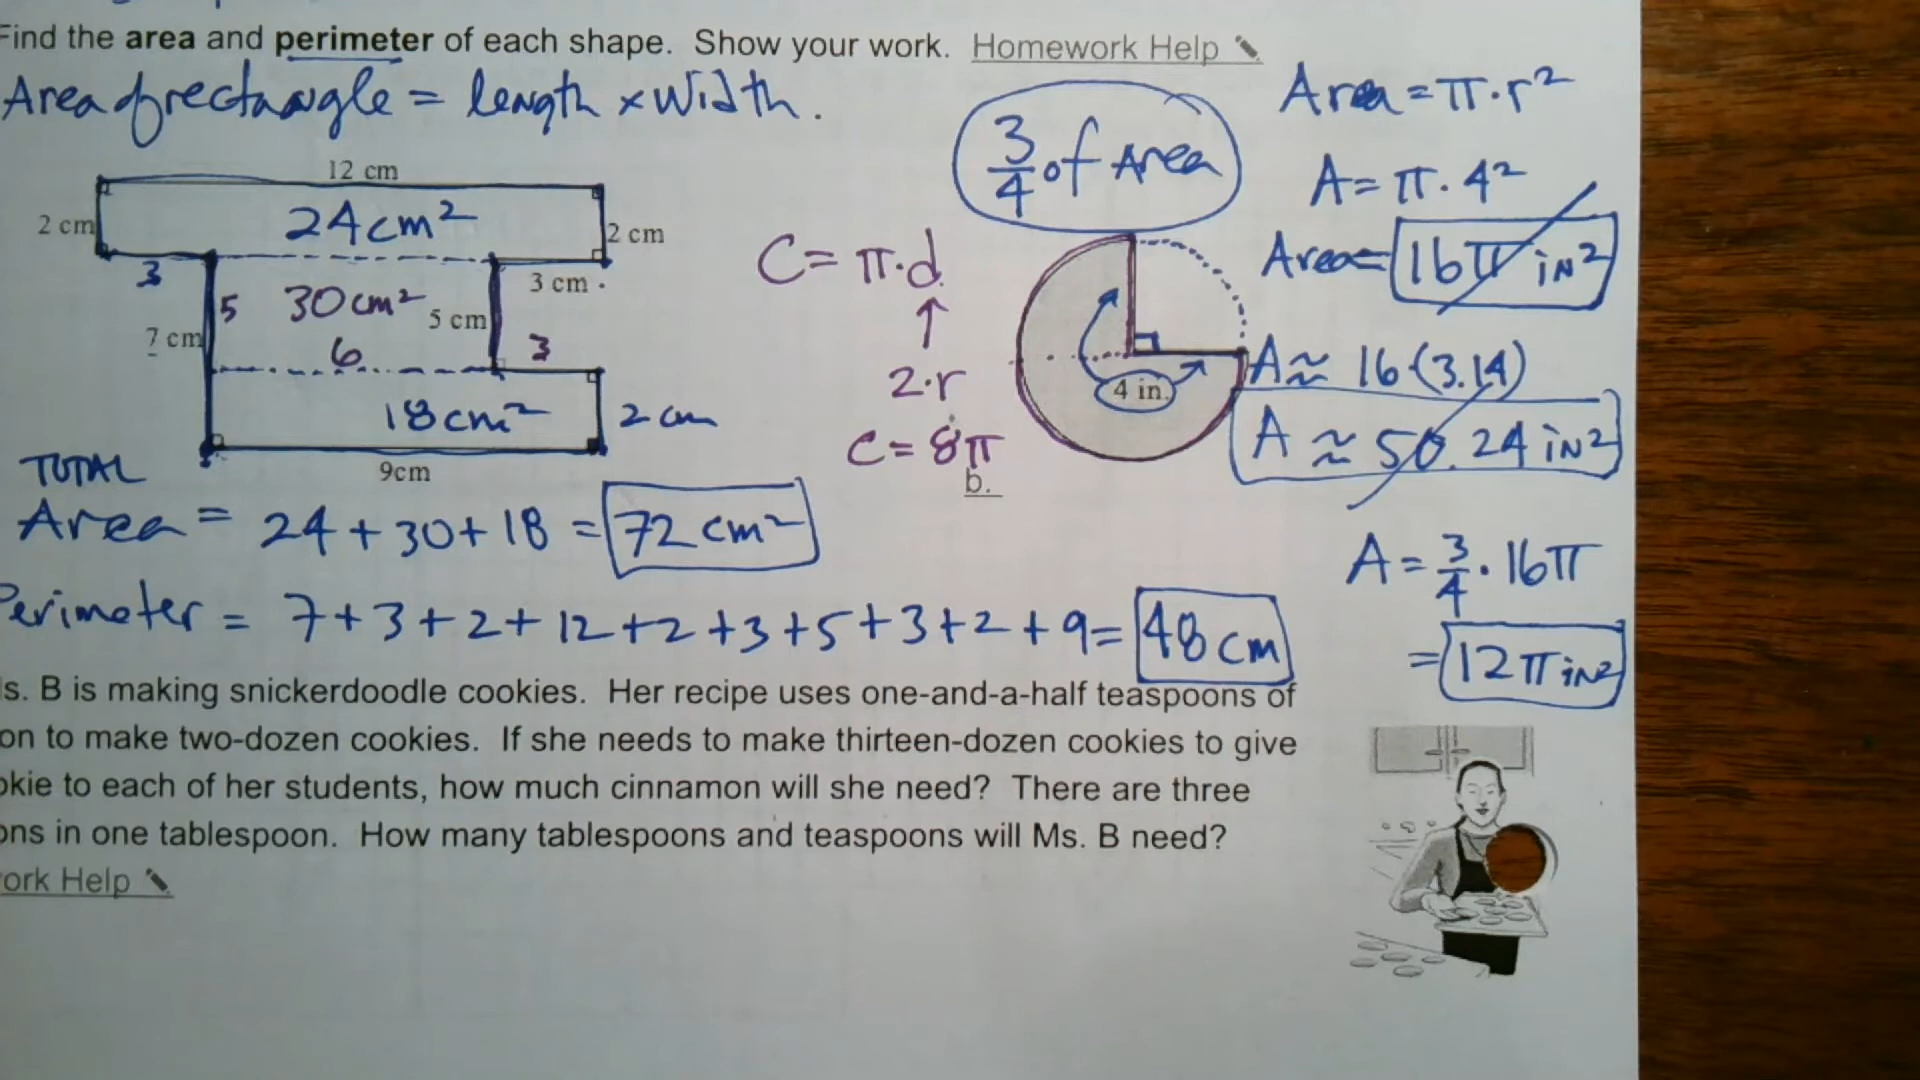 Find the area and perimeter of each shape. Show your work. Homework Help
Area of rectangle = length x Width.
3/4 of Area
Area = π·r²
A = π·4²
Area = 16π in²
A ≈ 16(3.14)
A ≈ 50.24 in²
A = 3/4 · 16π
= 12π in²
12 cm
2 cm
24cm²
2 cm
3
3 cm
5
30cm²
5 cm
7 cm
6
3
18cm²
2 cm
9cm
C = π·d
2·r
C = 8π
4 in.
b.
TOTAL
Area = 24 + 30 + 18 = 72 cm²
Perimeter = 7+3+2+12+2+3+5+3+2+9= 48 cm
s. B is making snickerdoodle cookies. Her recipe uses one-and-a-half teaspoons of
on to make two-dozen cookies. If she needs to make thirteen-dozen cookies to give
okie to each of her students, how much cinnamon will she need? There are three
ons in one tablespoon. How many tablespoons and teaspoons will Ms. B need?
ork Help